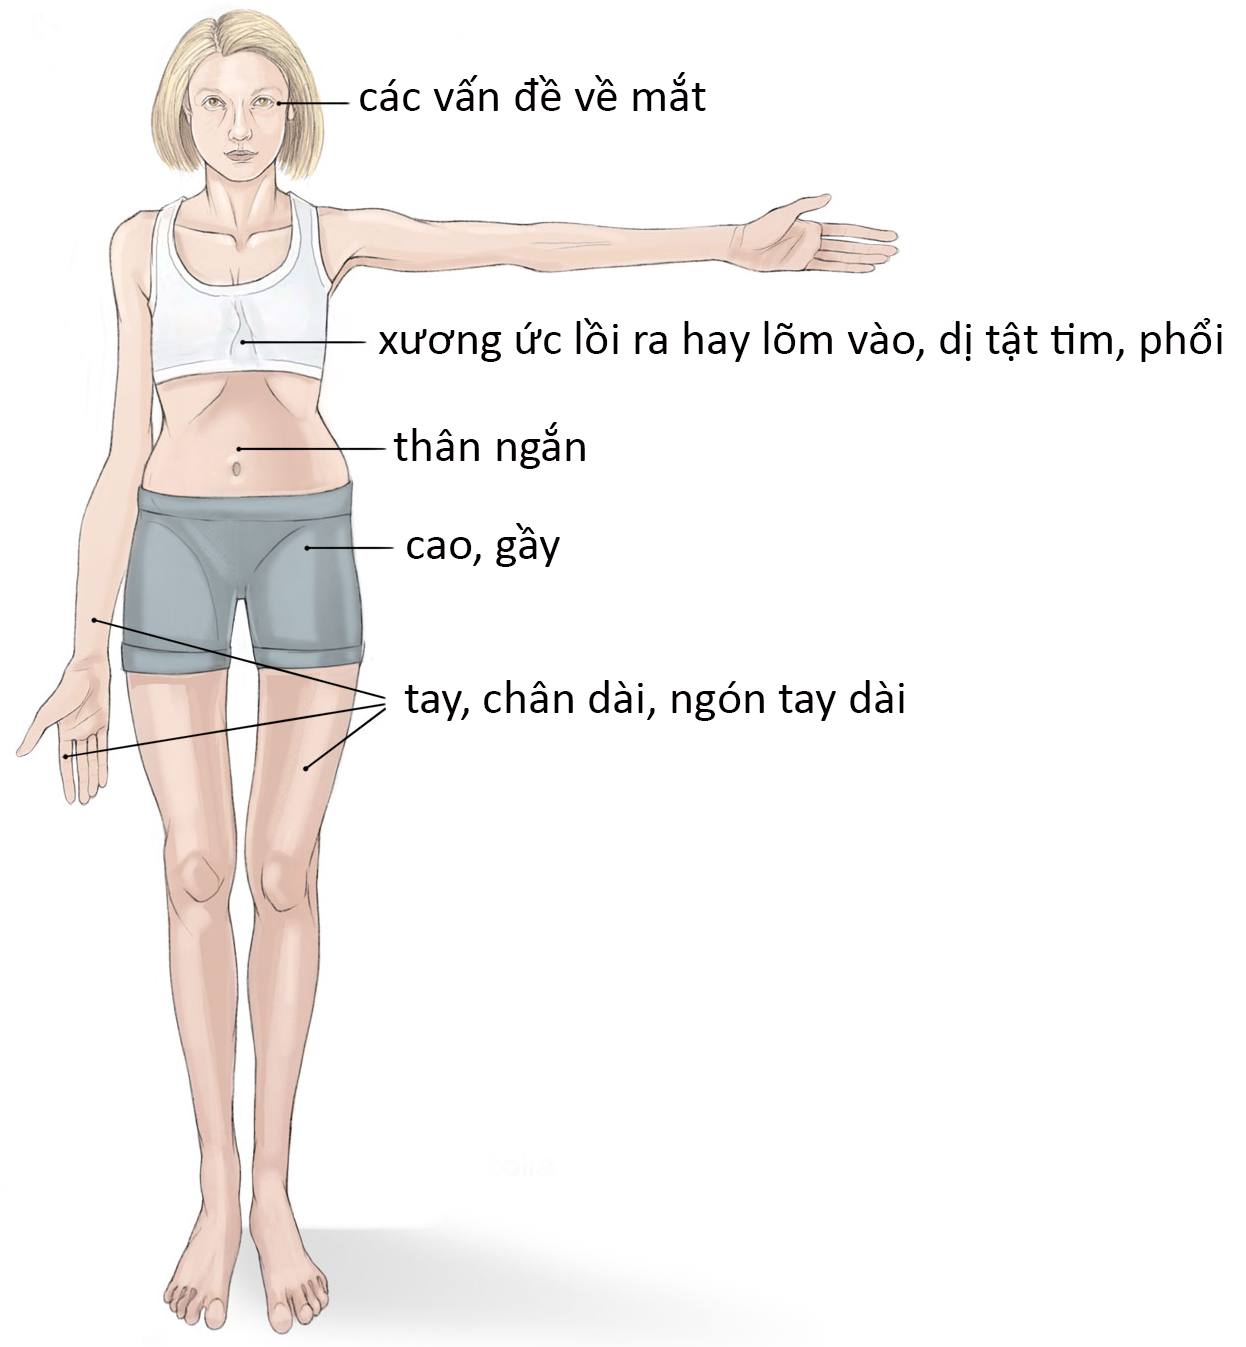 các vấn đề về mắt
xương ức lồi ra hay lõm vào, dị tật tim, phổi
thân ngắn
cao, gầy
tay, chân dài, ngón tay dài